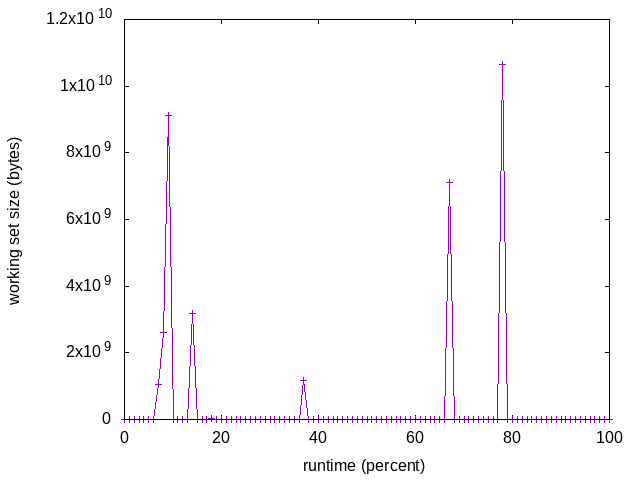 1.2x10 10
1x10 10
8x10 9
6x10 9
4x10 9
2x10 9
0
working set size (bytes)
0 20 40 60 80 100
runtime (percent)